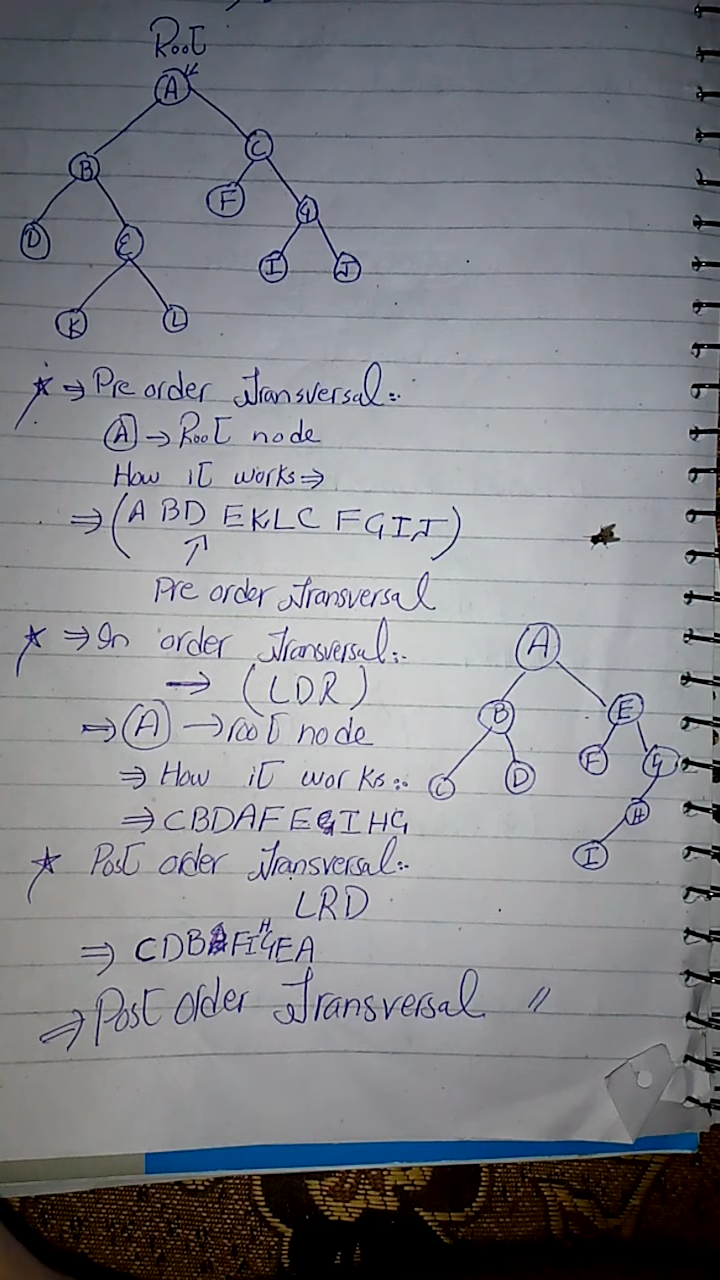 Root
A
B C
D E F G
K L I J
* ⇒ Pre order Transversal:-
A → Root node
How it works ⇒
⇒ (A BD EKLC FGIJ)
↑
Pre order Transversal
* ⇒ In order Transversal:-
→ (LDR)
⇒ A → root node
⇒ How it works:-
⇒ CBDAFEIHG
A
B E
C D F G
H
I
* Post order Transversal:-
LRD
⇒ CDBFIHGEA
⇒ Post order Transversal //